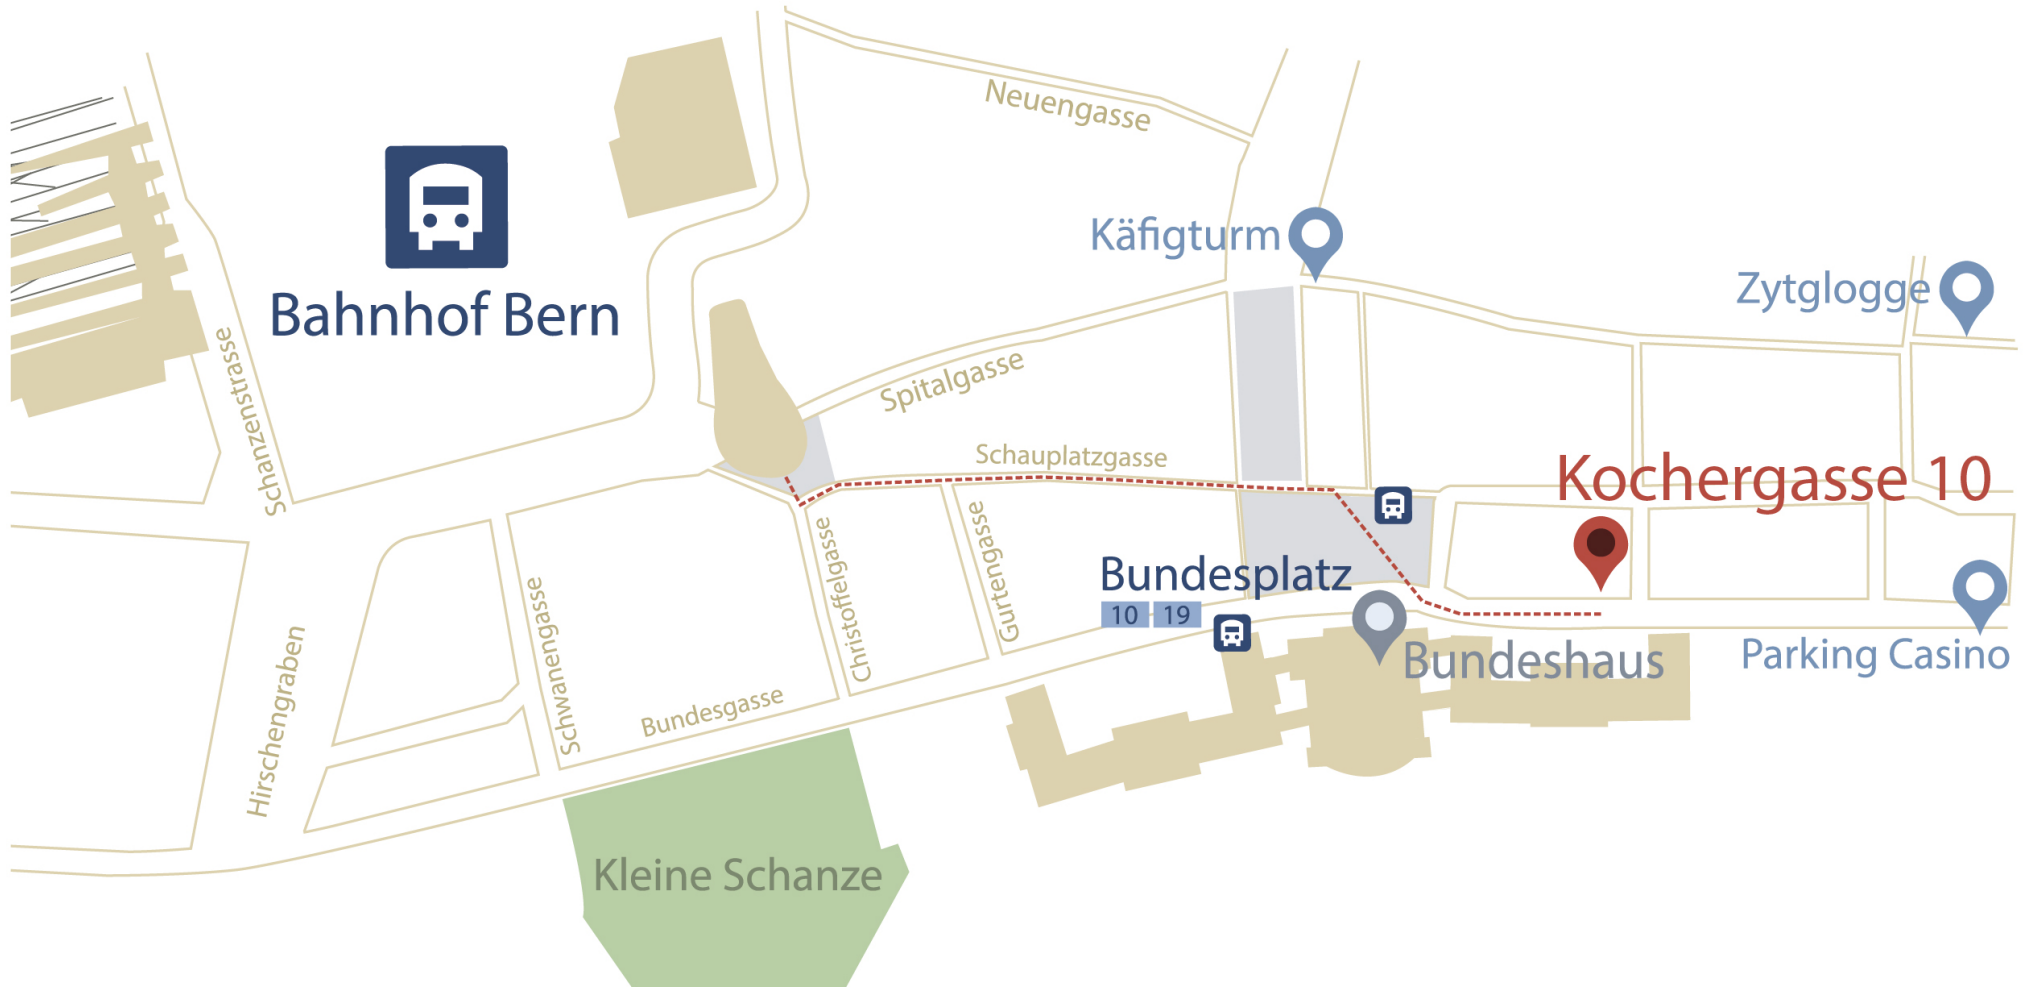 Neuengasse
Käfigturm
Zytglogge
Bahnhof Bern
Schanzenstrasse
Spitalgasse
Schauplatzgasse
Kochergasse 10
Gurtengasse
Christoffelgasse
Bundesplatz
10 19
Schwanengasse
Hirschengraben
Bundesgasse
Bundeshaus
Parking Casino
Kleine Schanze